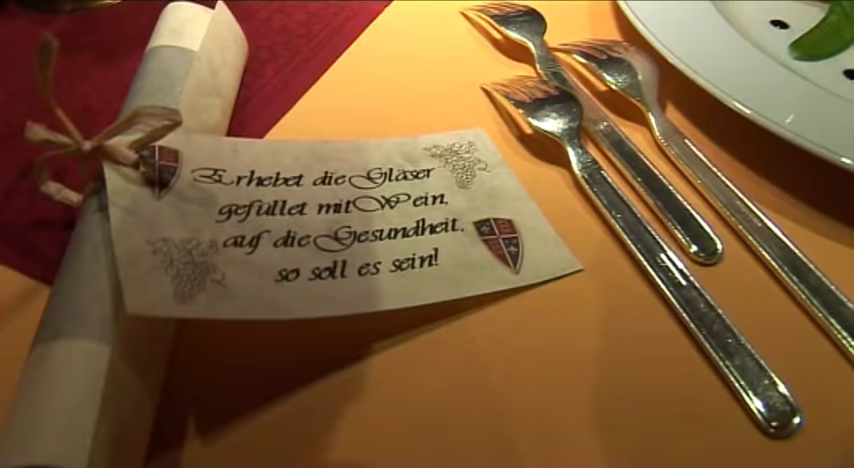 Erhebet die Gläser
gefüllet mit Wein,
auf die Gesundheit,
so soll es sein!